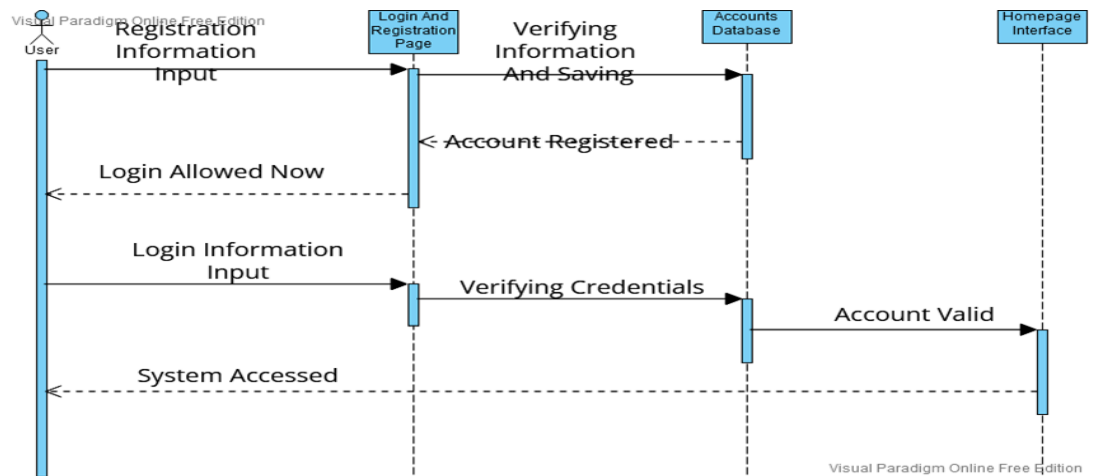 Visual Paradigm Online Free Edition
User
Login And
Registration
Page
Accounts
Database
Homepage
Interface
Registration
Information
Input
Verifying
Information
And Saving
Account Registered
Login Allowed Now
Login Information
Input
Verifying Credentials
Account Valid
System Accessed
Visual Paradigm Online Free Edition